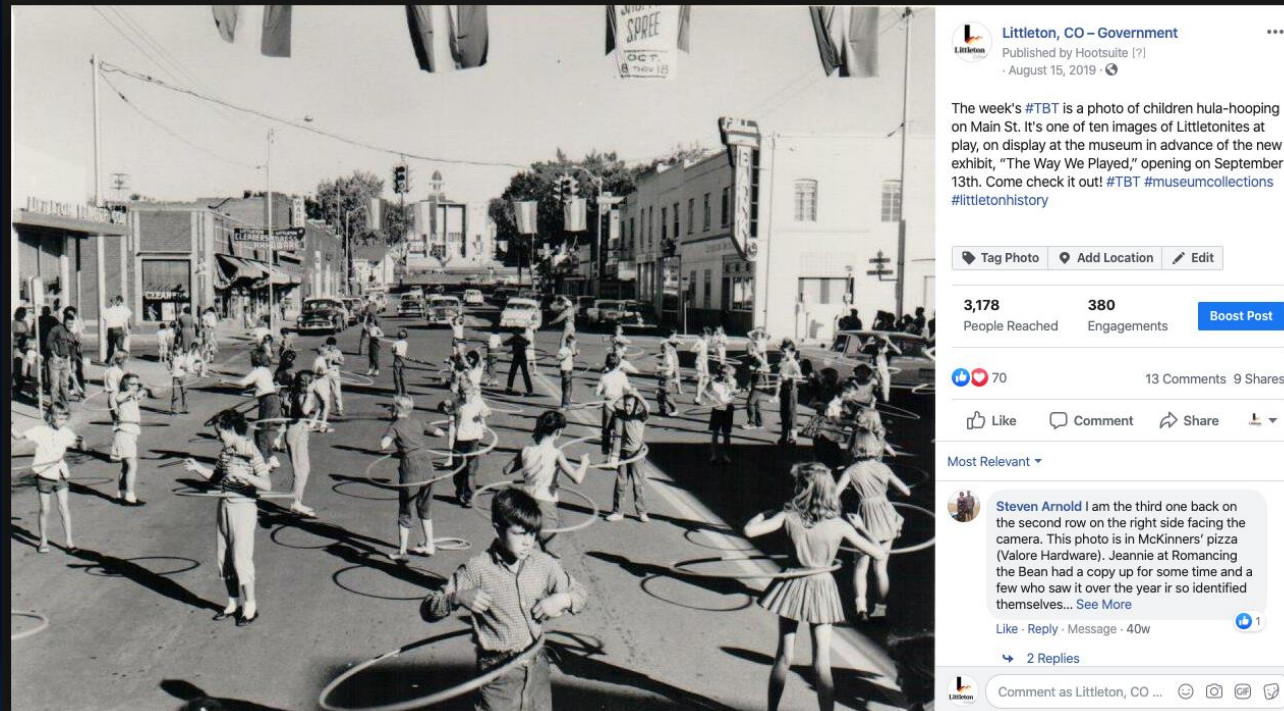 SPREE
OCT.
8 THRU 18
CLEANERS
Littleton
Littleton, CO – Government
Published by Hootsuite [?]
· August 15, 2019 ·
The week's #TBT is a photo of children hula-hooping
on Main St. It's one of ten images of Littletonites at
play, on display at the museum in advance of the new
exhibit, “The Way We Played,” opening on September
13th. Come check it out! #TBT #museumcollections
#littletonhistory
Tag Photo
Add Location
Edit
3,178
People Reached
380
Engagements
Boost Post
70
13 Comments 9 Shares
Like
Comment
Share
Most Relevant
Steven Arnold I am the third one back on
the second row on the right side facing the
camera. This photo is in McKinners' pizza
(Valore Hardware). Jeannie at Romancing
the Bean had a copy up for some time and a
few who saw it over the year ir so identified
themselves... See More
1
Like · Reply · Message · 40w
2 Replies
Littleton
Comment as Littleton, CO ...
GIF